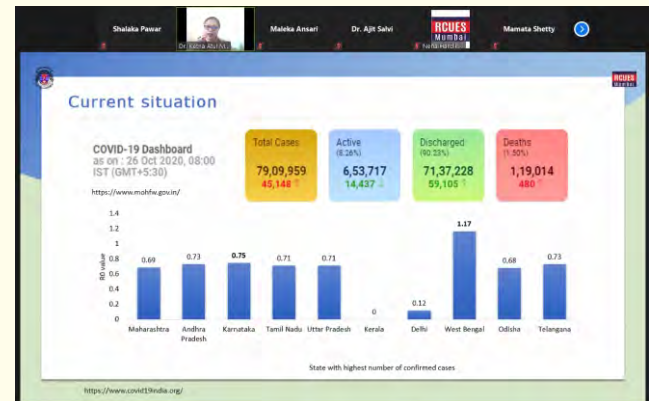 Shalaka Pawar
Maleka Ansari
Dr. Ajit Salvi
RCUES
Mumbai
Mamata Shetty
RCUES
Mumbai
Current situation
COVID-19 Dashboard
as on : 26 Oct 2020, 08:00
IST (GMT+5:30)
https://www.mohfw.gov.in/
Total Cases
79,09,959
45,148
Active
(8.26%)
6,53,717
14,437
Discharged
(90.23%)
71,37,228
59,105
Deaths
(1.50%)
1,19,014
480
R0 value
1.4
1.2
1
0.8
0.6
0.4
0.2
0
0.69
0.73
0.75
0.71
0.71
0
0.12
1.17
0.68
0.73
Maharashtra
Andhra
Pradesh
Karnataka
Tamil Nadu
Uttar Pradesh
Kerala
Delhi
West Bengal
Odisha
Telangana
State with highest number of confirmed cases
https://www.covid19india.org/